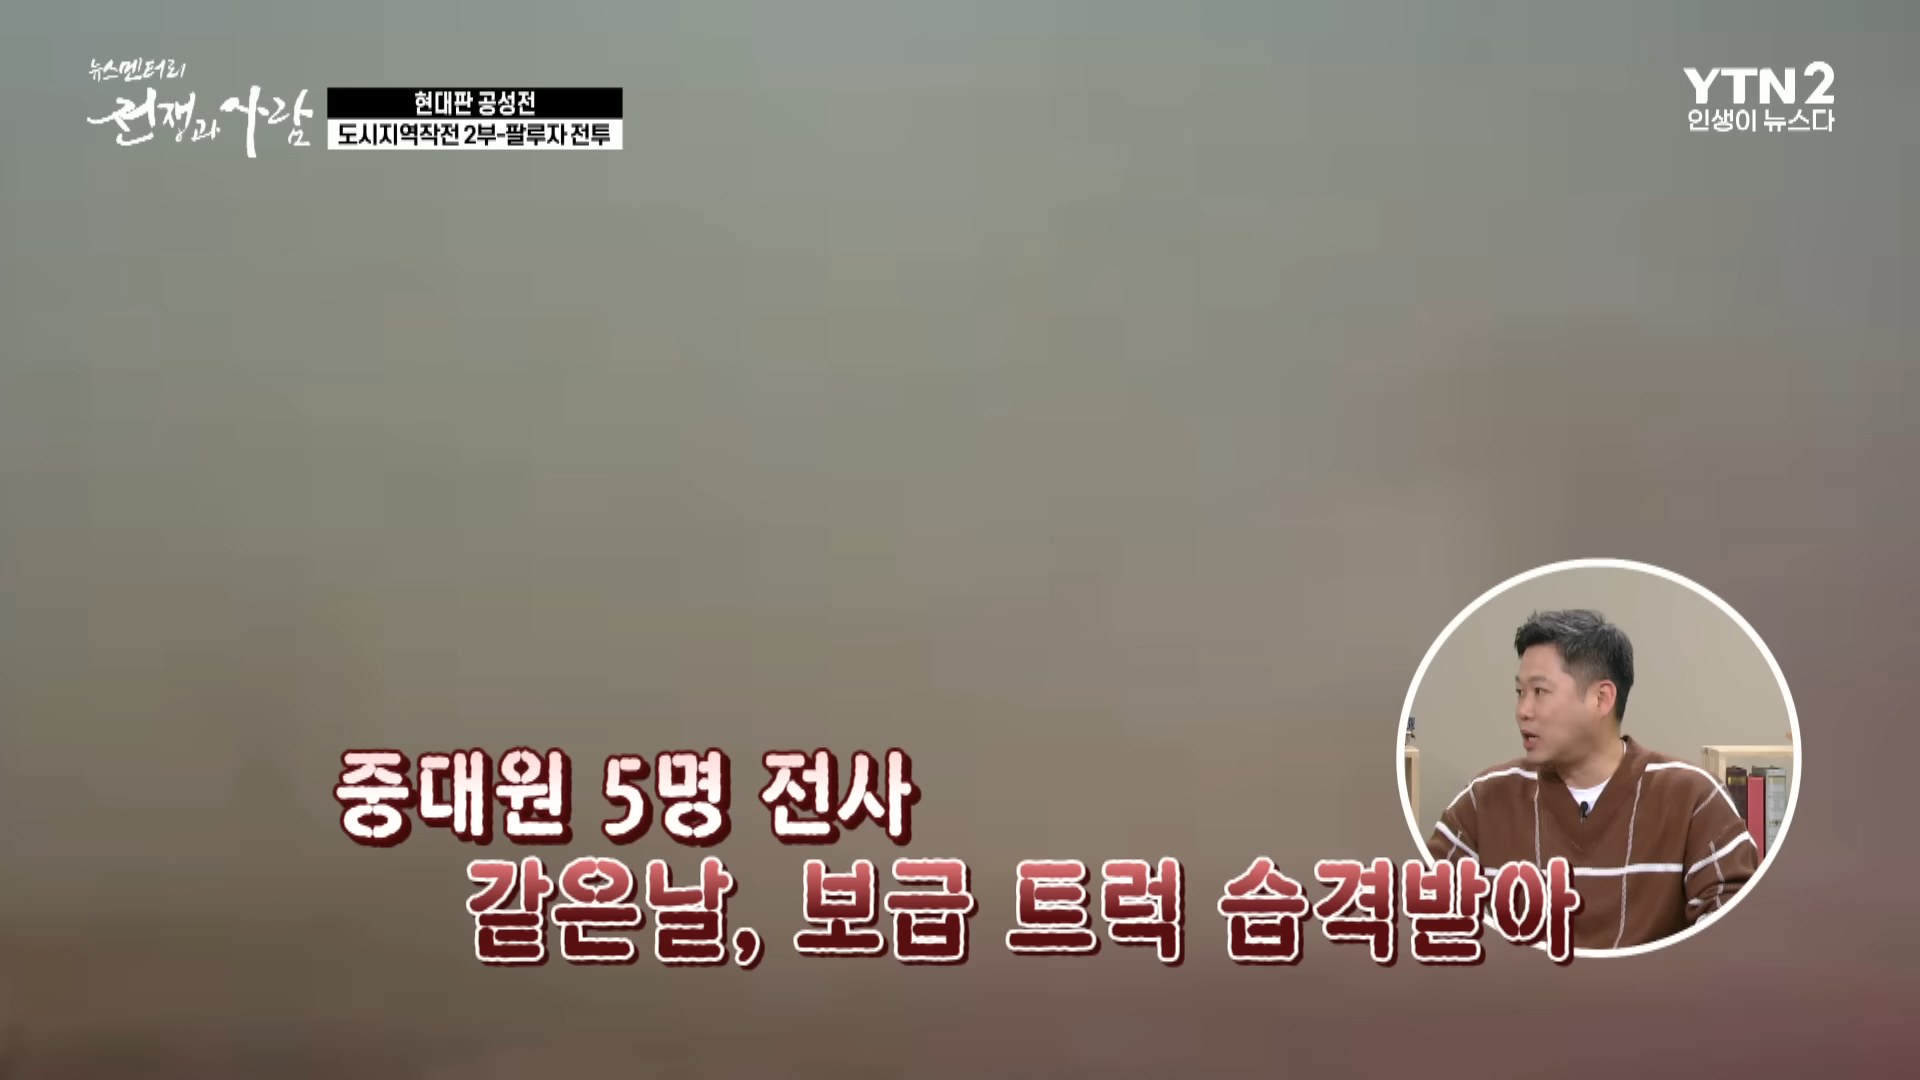 뉴스멘터리
전쟁과 사람
현대판 공성전
도시지역작전 2부-팔루자 전투
YTN2
인생이 뉴스다
중대원 5명 전사
같은날, 보급 트럭 습격받아